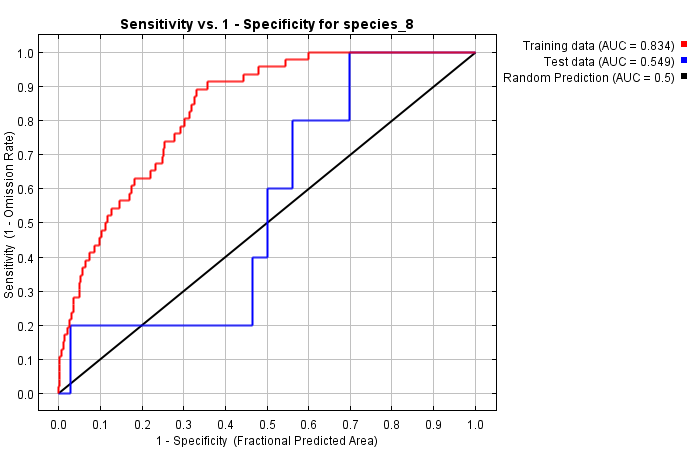 Sensitivity vs. 1 - Specificity for species_8
Training data (AUC = 0.834)
Test data (AUC = 0.549)
Random Prediction (AUC = 0.5)
Sensitivity (1 - Omission Rate)
1.0
0.9
0.8
0.7
0.6
0.5
0.4
0.3
0.2
0.1
0.0
0.0 0.1 0.2 0.3 0.4 0.5 0.6 0.7 0.8 0.9 1.0
1 - Specificity (Fractional Predicted Area)